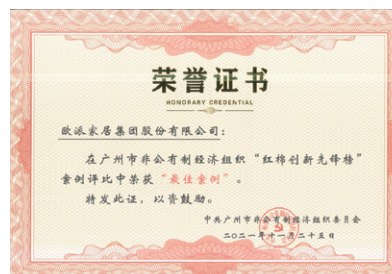 荣誉证书
HONORARY CREDENTIAL
欧派家居集团股份有限公司：
在广州市非公有制经济组织“红棉创新先锋榜”
案例评比中荣获“最佳案例”。
特发此证，以资鼓励。
中共广州市非公有制经济组织委员会
二〇二一年十一月二十五日